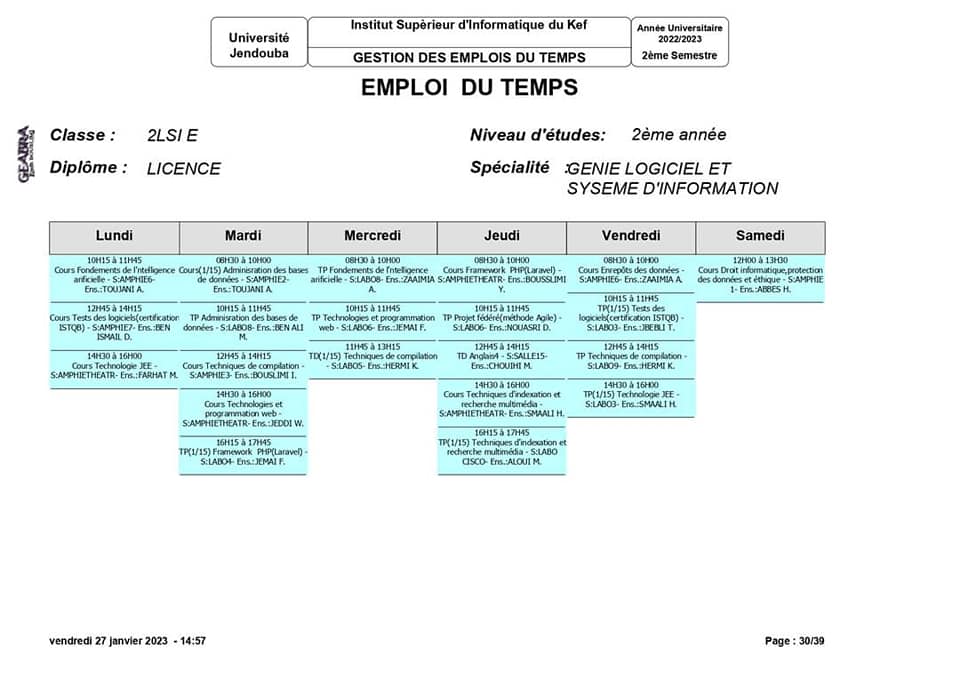 Université
Jendouba
Institut Supèrieur d'Informatique du Kef
GESTION DES EMPLOIS DU TEMPS
Année Universitaire
2022/2023
2ème Semestre
EMPLOI DU TEMPS
GEABRA
Classe : 2LSI E
Niveau d'études: 2ème année
Diplôme : LICENCE
Spécialité :GENIE LOGICIEL ET
SYSEME D'INFORMATION
Lundi
10H15 à 11H45
Cours Fondements de l'ntelligence
arificielle - S:AMPHIE6-
Ens.:TOUJANI A.
12H45 à 14H15
Cours Tests des logiciels(certification
ISTQB) - S:AMPHIE7- Ens.:BEN
ISMAIL D.
14H30 à 16H00
Cours Technologie JEE -
S:AMPHITHEATR- Ens.:FARHAT M.
Mardi
08H30 à 10H00
Cours(1/15) Adminisration des bases
de données - S:AMPHIE2-
Ens.:TOUJANI A.
10H15 à 11H45
TP Adminisration des bases de
données - S:LABO8- Ens.:BEN ALI
M.
12H45 à 14H15
Cours Techniques de compilation -
S:AMPHIE3- Ens.:BOUSLIMI I.
14H30 à 16H00
Cours Technologies et
programmation web -
S:AMPHIETHEATR- Ens.:JEDDI W.
16H15 à 17H45
TP(1/15) Framework PHP(Laravel) -
S:LABO4- Ens.:JEMAI F.
Mercredi
08H30 à 10H00
TP Fondements de l'ntelligence
arificielle - S:LABO8- Ens.:ZAAIMIA
A.
10H15 à 11H45
TP Technologies et programmation
web - S:LABO6- Ens.:JEMAI F.
11H45 à 13H15
TD(1/15) Techniques de compilation
- S:LABO5- Ens.:HERMI K.
Jeudi
08H30 à 10H00
Cours Framework PHP(Laravel) -
S:AMPHIETHEATR- Ens.:BOUSSLIMI
Y.
10H15 à 11H45
TP Projet fédéré(méthode Agile) -
S:LABO6- Ens.:NOUASRI D.
12H45 à 14H15
TD Anglair4 - S:SALLE15-
Ens.:CHOUIHI M.
14H30 à 16H00
Cours Techniques d'indexation et
recherche multimédia -
S:AMPHIETHEATR- Ens.:SMAALI H.
16H15 à 17H45
TP(1/15) Techniques d'indexation et
recherche multimédia - S:LABO
CISCO- Ens.:ALOUI M.
Vendredi
08H30 à 10H00
Cours Enrepôts des données -
S:AMPHIE6- Ens.:ZAAIMIA A.
10H15 à 11H45
TP(1/15) Tests des
logiciels(certification ISTQB) -
S:LABO3- Ens.:JBEBLI T.
12H45 à 14H15
TP Techniques de compilation -
S:LABO9- Ens.:HERMI K.
14H30 à 16H00
TP(1/15) Technologie JEE -
S:LABO3- Ens.:SMAALI H.
Samedi
12H00 à 13H30
Cours Droit informatique,protection
des données et éthique - S:AMPHIE
1- Ens.:ABBES H.
vendredi 27 janvier 2023 - 14:57
Page : 30/39